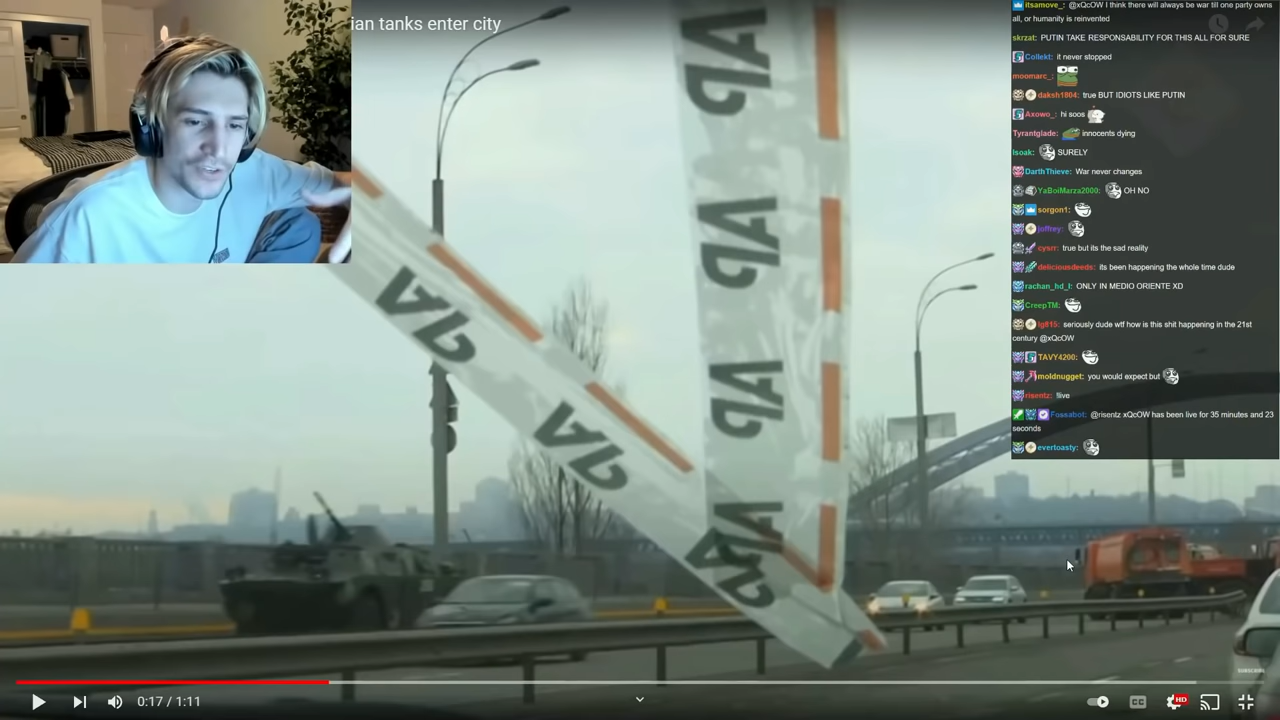 ian tanks enter city
itsamove_: @xQcOW I think there will always be war till one party owns
all, or humanity is reinvented
skrzat: PUTIN TAKE RESPONSABILITY FOR THIS ALL FOR SURE
Collekt: it never stopped
moomarc_:
daksh1804: true BUT IDIOTS LIKE PUTIN
Axowo_: hi soos
Tyrantglade: innocents dying
lsoak: SURELY
DarthThieve: War never changes
YaBoiMarza2000: OH NO
sorgon1:
joffrey:
cysrr: true but its the sad reality
deliciousdeeds: its been happening the whole time dude
rachan_hd_l: ONLY IN MEDIO ORIENTE XD
CreepTM:
lgfl15: seriously dude wtf how is this shit happening in the 21st
century @xQcOW
TAVY4200:
moldnugget: you would expect but
risentz: !live
Fossabot: @risentz xQcOW has been live for 35 minutes and 23
seconds
evertoasty:
SUBSCRIBE
0:17 / 1:11
CC
HD